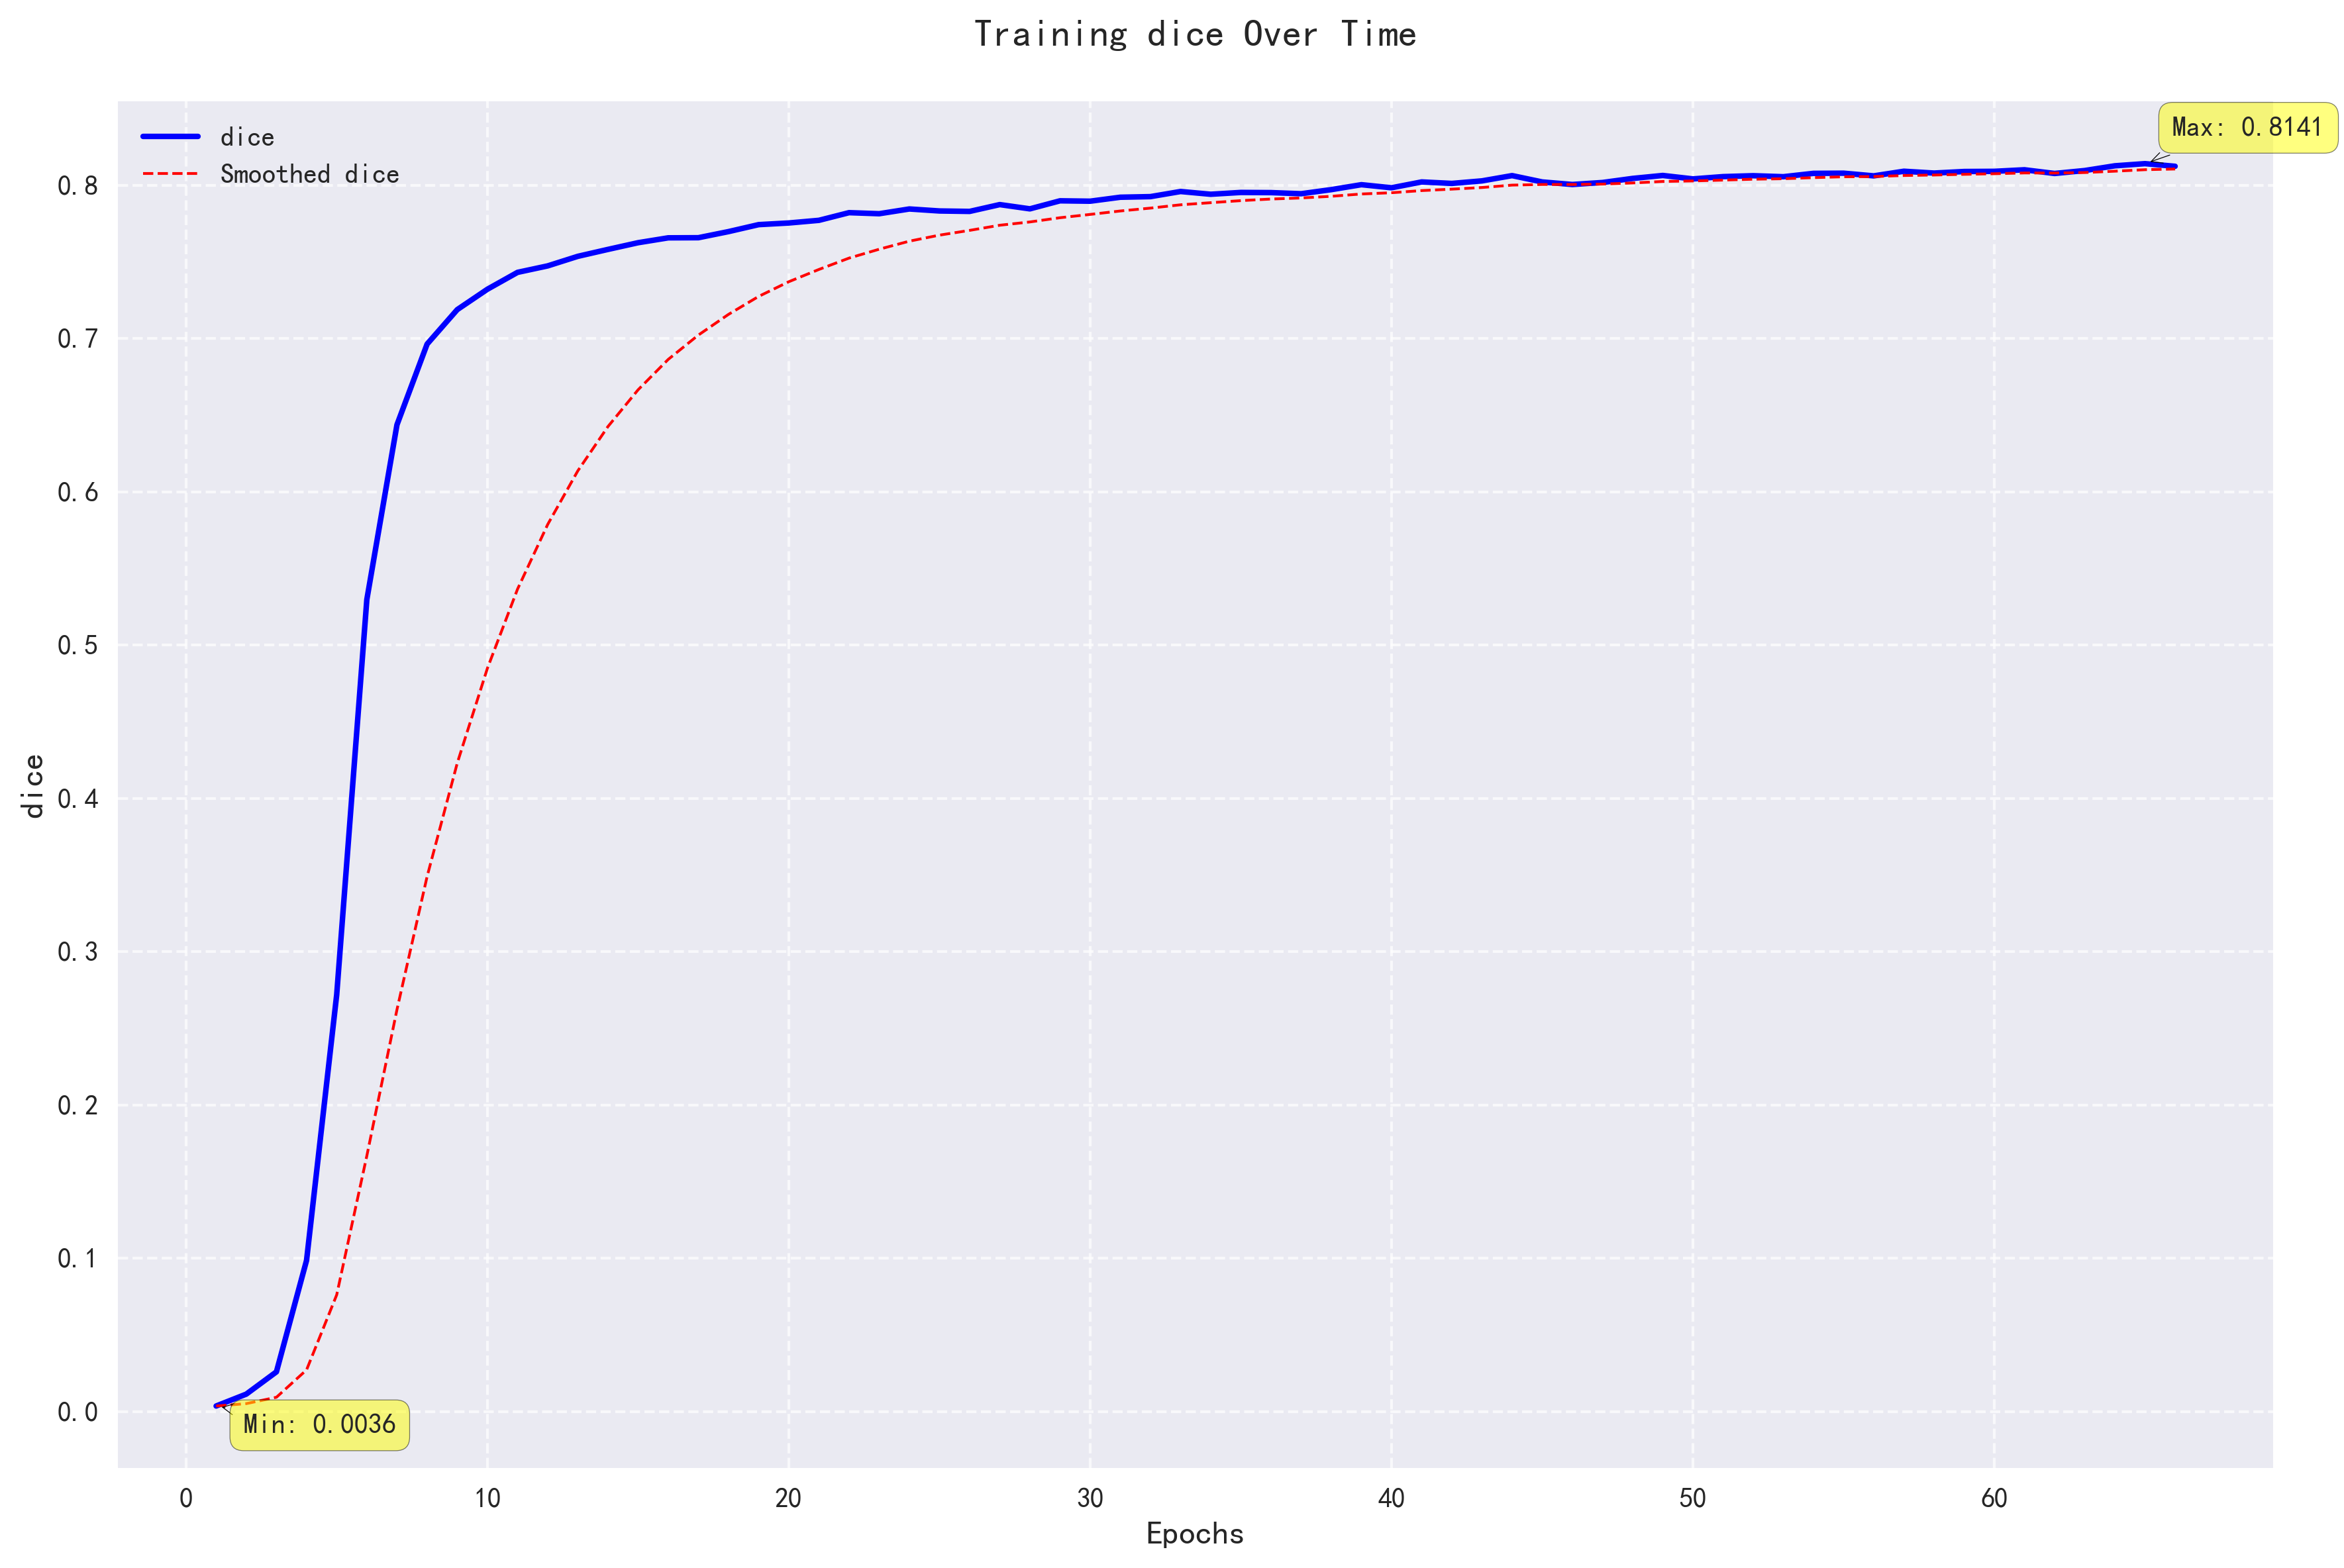 Training dice Over Time
dice
Smoothed dice
Max: 0.8141
0.8
0.7
0.6
0.5
0.4
0.3
0.2
0.1
0.0
dice
Min: 0.0036
0 10 20 30 40 50 60
Epochs